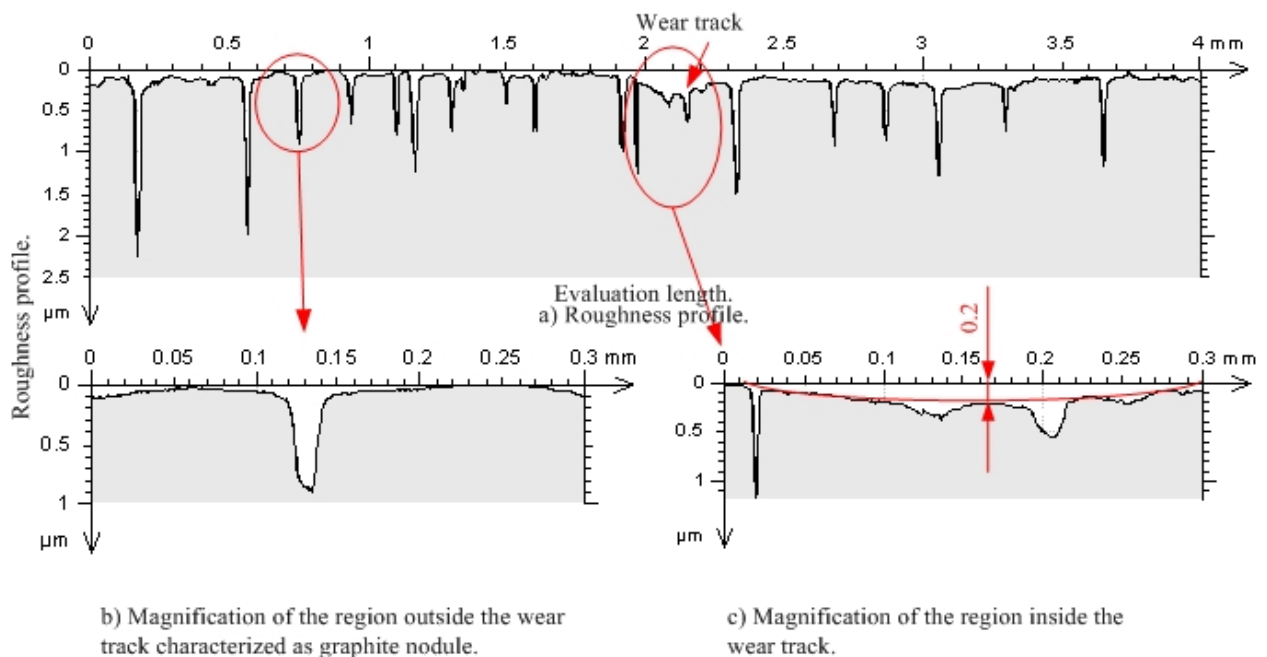 Wear track
0 0.5 1 1.5 2 2.5 3 3.5 4 mm
0
0.5
1
1.5
2
2.5
µm
Roughness profile.
Evaluation length.
a) Roughness profile.
0 0.05 0.1 0.15 0.2 0.25 0.3 mm
0
0.5
1
µm
0.2
0 0.05 0.1 0.15 0.2 0.25 0.3 mm
0
0.5
1
µm
b) Magnification of the region outside the wear
track characterized as graphite nodule.
c) Magnification of the region inside the
wear track.